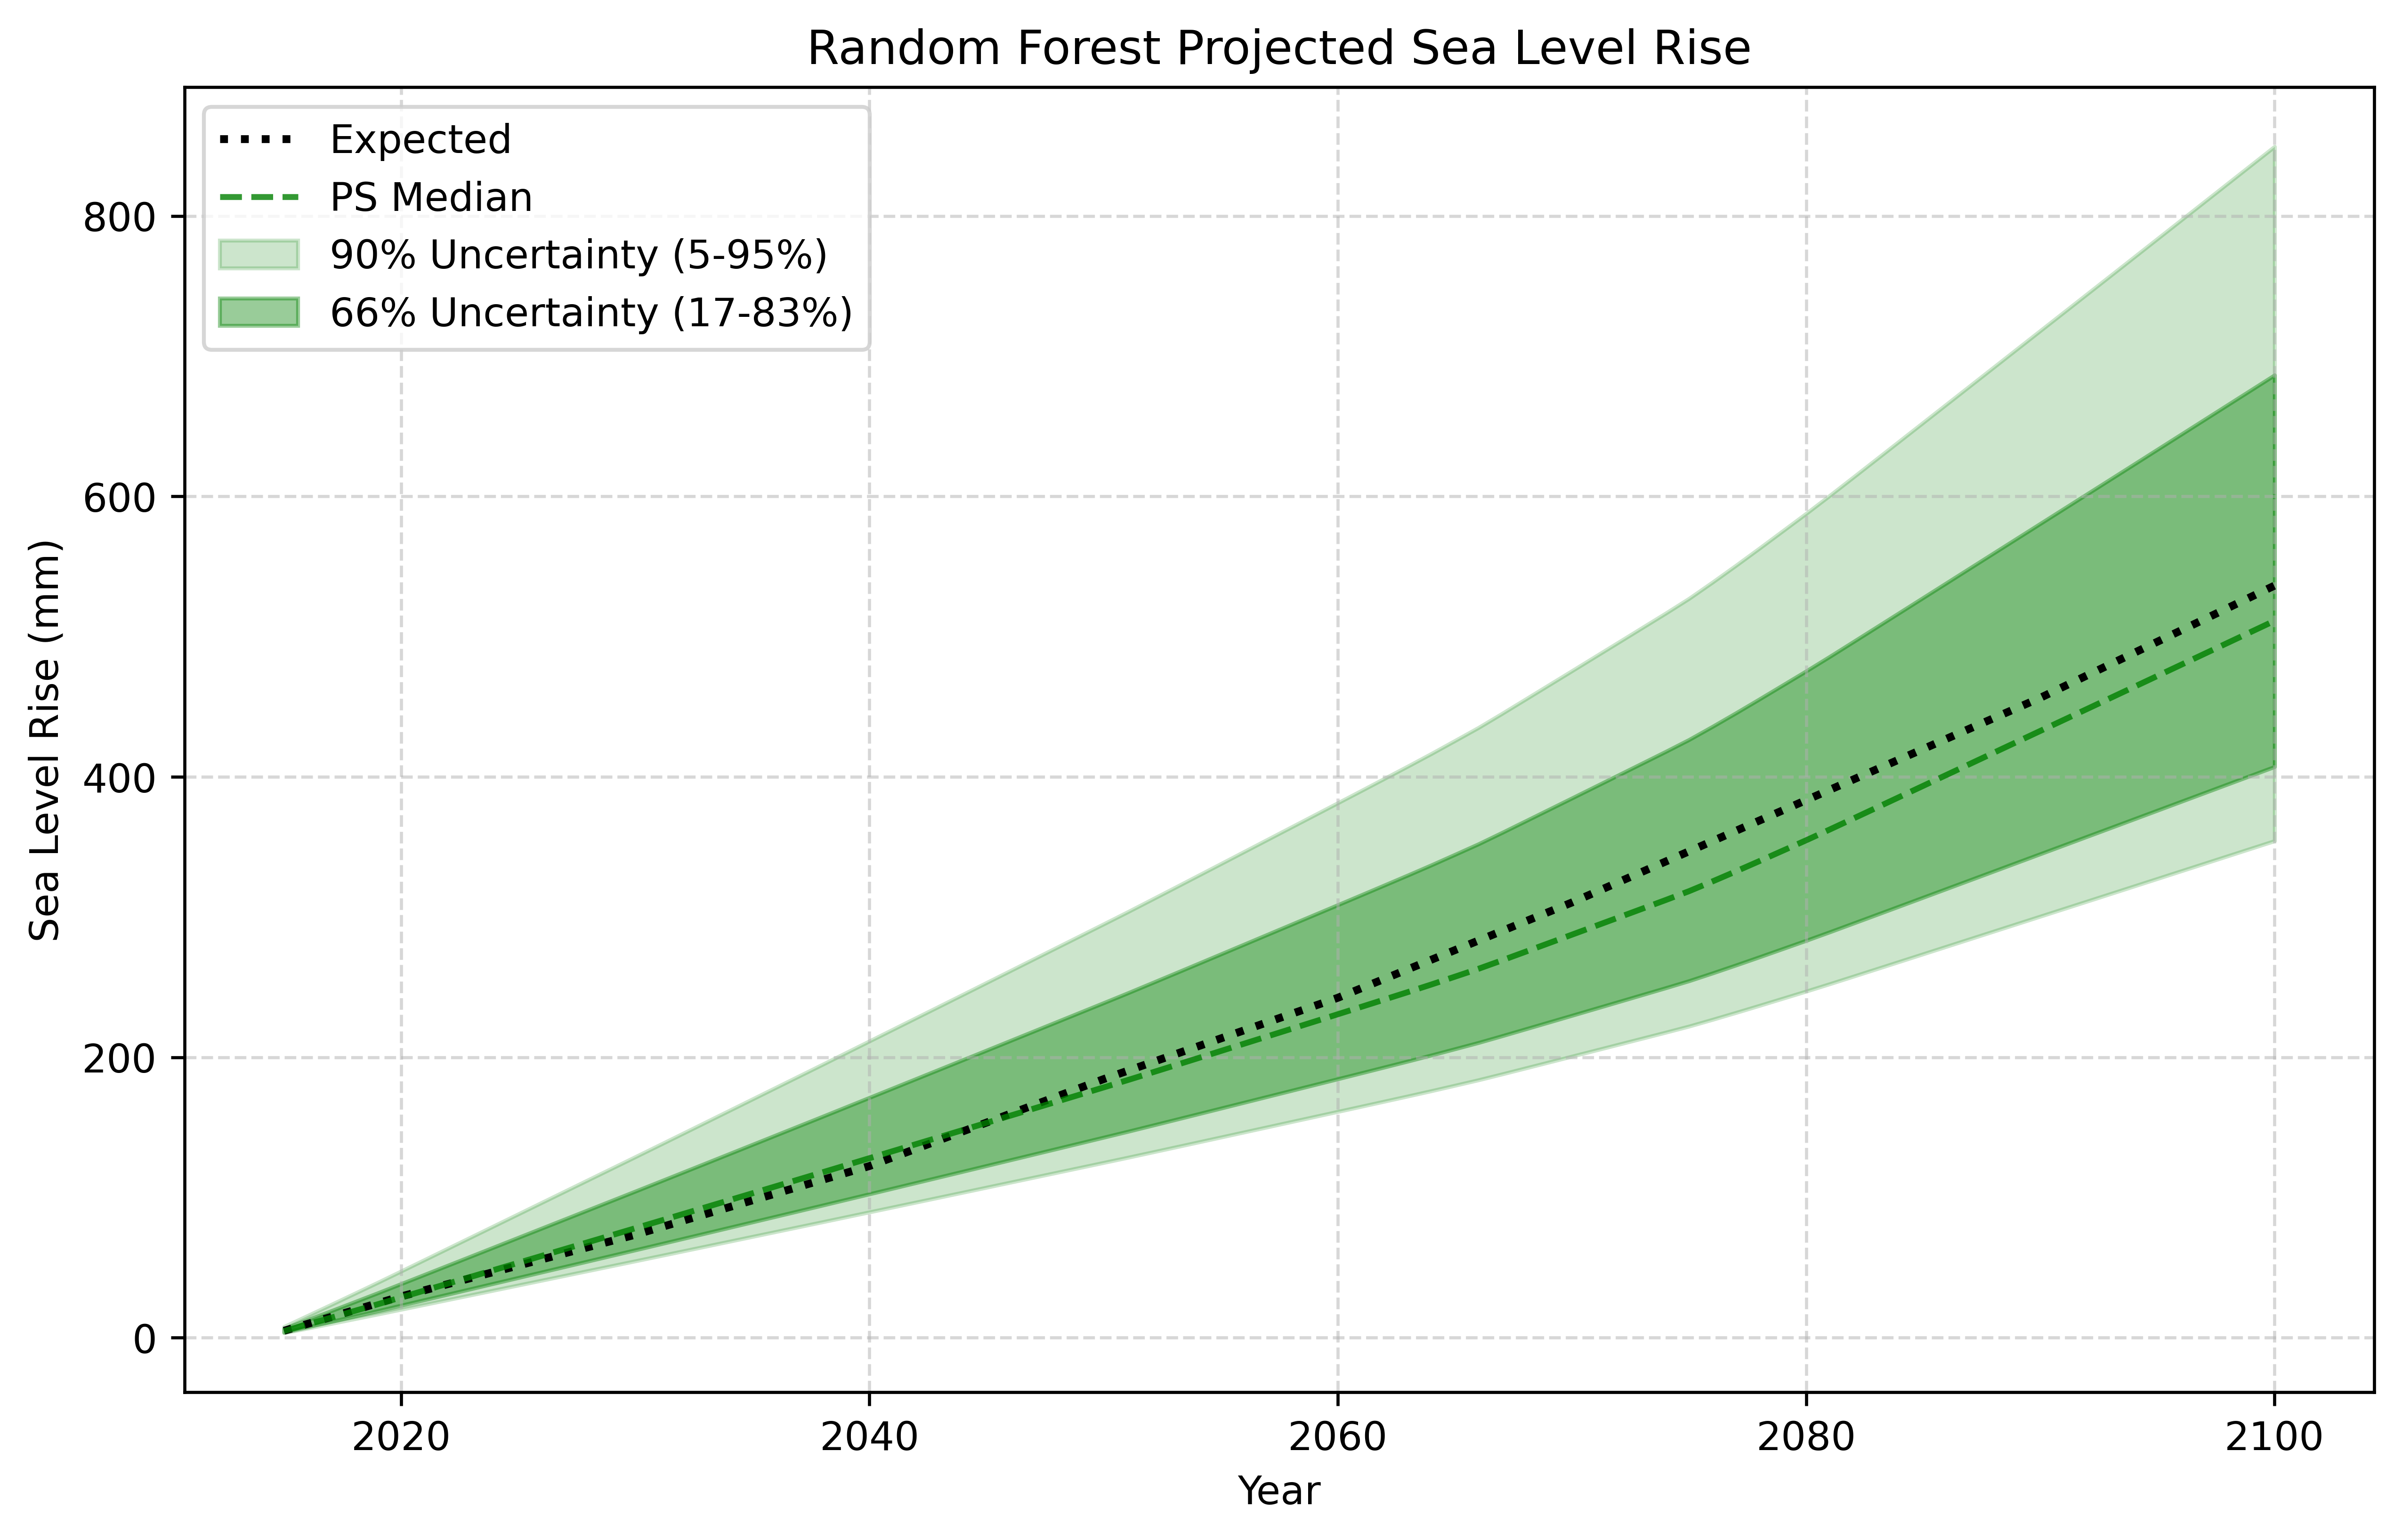 Random Forest Projected Sea Level Rise
Expected
PS Median
90% Uncertainty (5-95%)
66% Uncertainty (17-83%)
Sea Level Rise (mm)
800
600
400
200
0
2020 2040 2060 2080 2100
Year